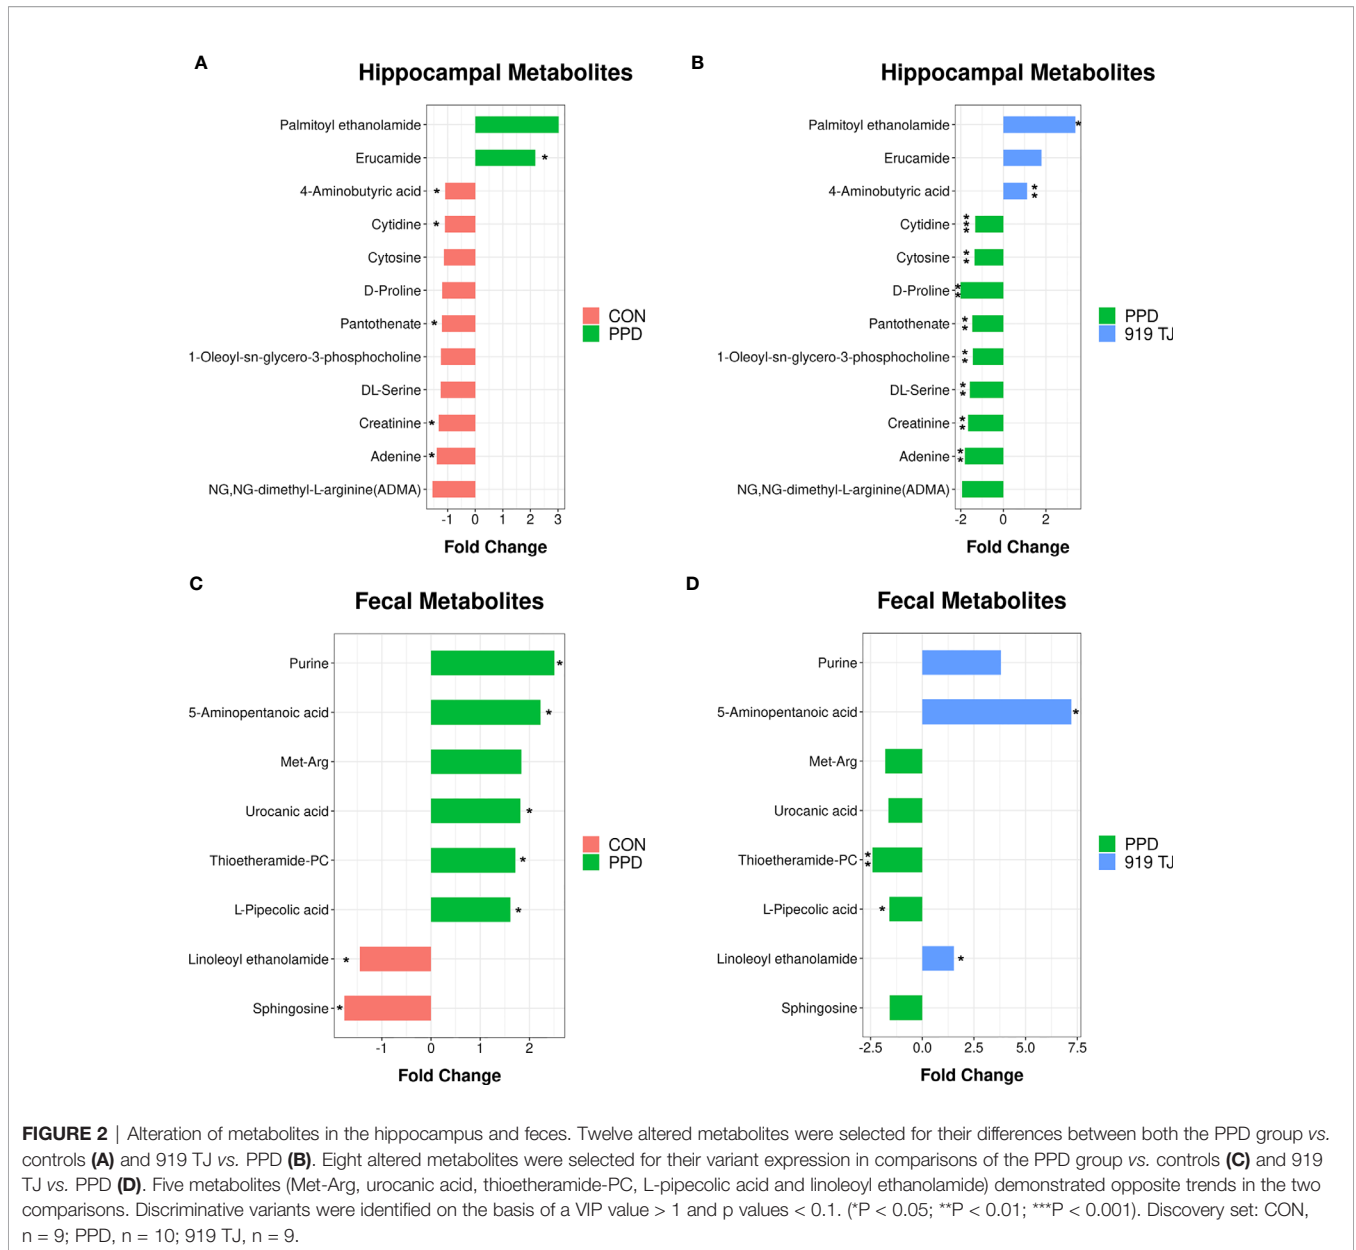 A
Hippocampal Metabolites
Palmitoyl ethanolamide
Erucamide
*
4-Aminobutyric acid
*
Cytidine
*
Cytosine
D-Proline
Pantothenate
*
1-Oleoyl-sn-glycero-3-phosphocholine
DL-Serine
Creatinine
*
Adenine
*
NG,NG-dimethyl-L-arginine(ADMA)
-1 0 1 2 3
Fold Change
CON
PPD
B
Hippocampal Metabolites
Palmitoyl ethanolamide
*
Erucamide
4-Aminobutyric acid
**
Cytidine
***
Cytosine
**
D-Proline
**
Pantothenate
**
1-Oleoyl-sn-glycero-3-phosphocholine
**
DL-Serine
**
Creatinine
**
Adenine
**
NG,NG-dimethyl-L-arginine(ADMA)
-2 0 2
Fold Change
PPD
919 TJ
C
Fecal Metabolites
Purine
*
5-Aminopentanoic acid
*
Met-Arg
Urocanic acid
*
Thioetheramide-PC
*
L-Pipecolic acid
*
Linoleoyl ethanolamide
*
Sphingosine
*
-1 0 1 2
Fold Change
CON
PPD
D
Fecal Metabolites
Purine
5-Aminopentanoic acid
*
Met-Arg
Urocanic acid
Thioetheramide-PC
**
L-Pipecolic acid
*
Linoleoyl ethanolamide
*
Sphingosine
-2.5 0.0 2.5 5.0 7.5
Fold Change
PPD
919 TJ
FIGURE 2 | Alteration of metabolites in the hippocampus and feces. Twelve altered metabolites were selected for their differences between both the PPD group vs.
controls (A) and 919 TJ vs. PPD (B). Eight altered metabolites were selected for their variant expression in comparisons of the PPD group vs. controls (C) and 919
TJ vs. PPD (D). Five metabolites (Met-Arg, urocanic acid, thioetheramide-PC, L-pipecolic acid and linoleoyl ethanolamide) demonstrated opposite trends in the two
comparisons. Discriminative variants were identified on the basis of a VIP value > 1 and p values < 0.1. (*P < 0.05; **P < 0.01; ***P < 0.001). Discovery set: CON,
n = 9; PPD, n = 10; 919 TJ, n = 9.